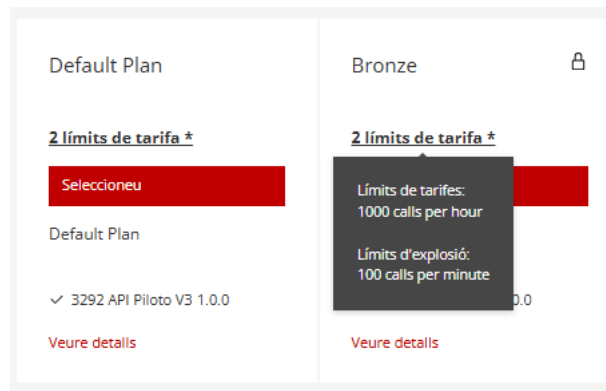 Default Plan
2 límits de tarifa *
Seleccioneu
Default Plan
3292 API Piloto V3 1.0.0
Veure detalls
Bronze
2 límits de tarifa *
Límits de tarifes:
1000 calls per hour
Límits d'explosió:
100 calls per minute
0.0
Veure detalls